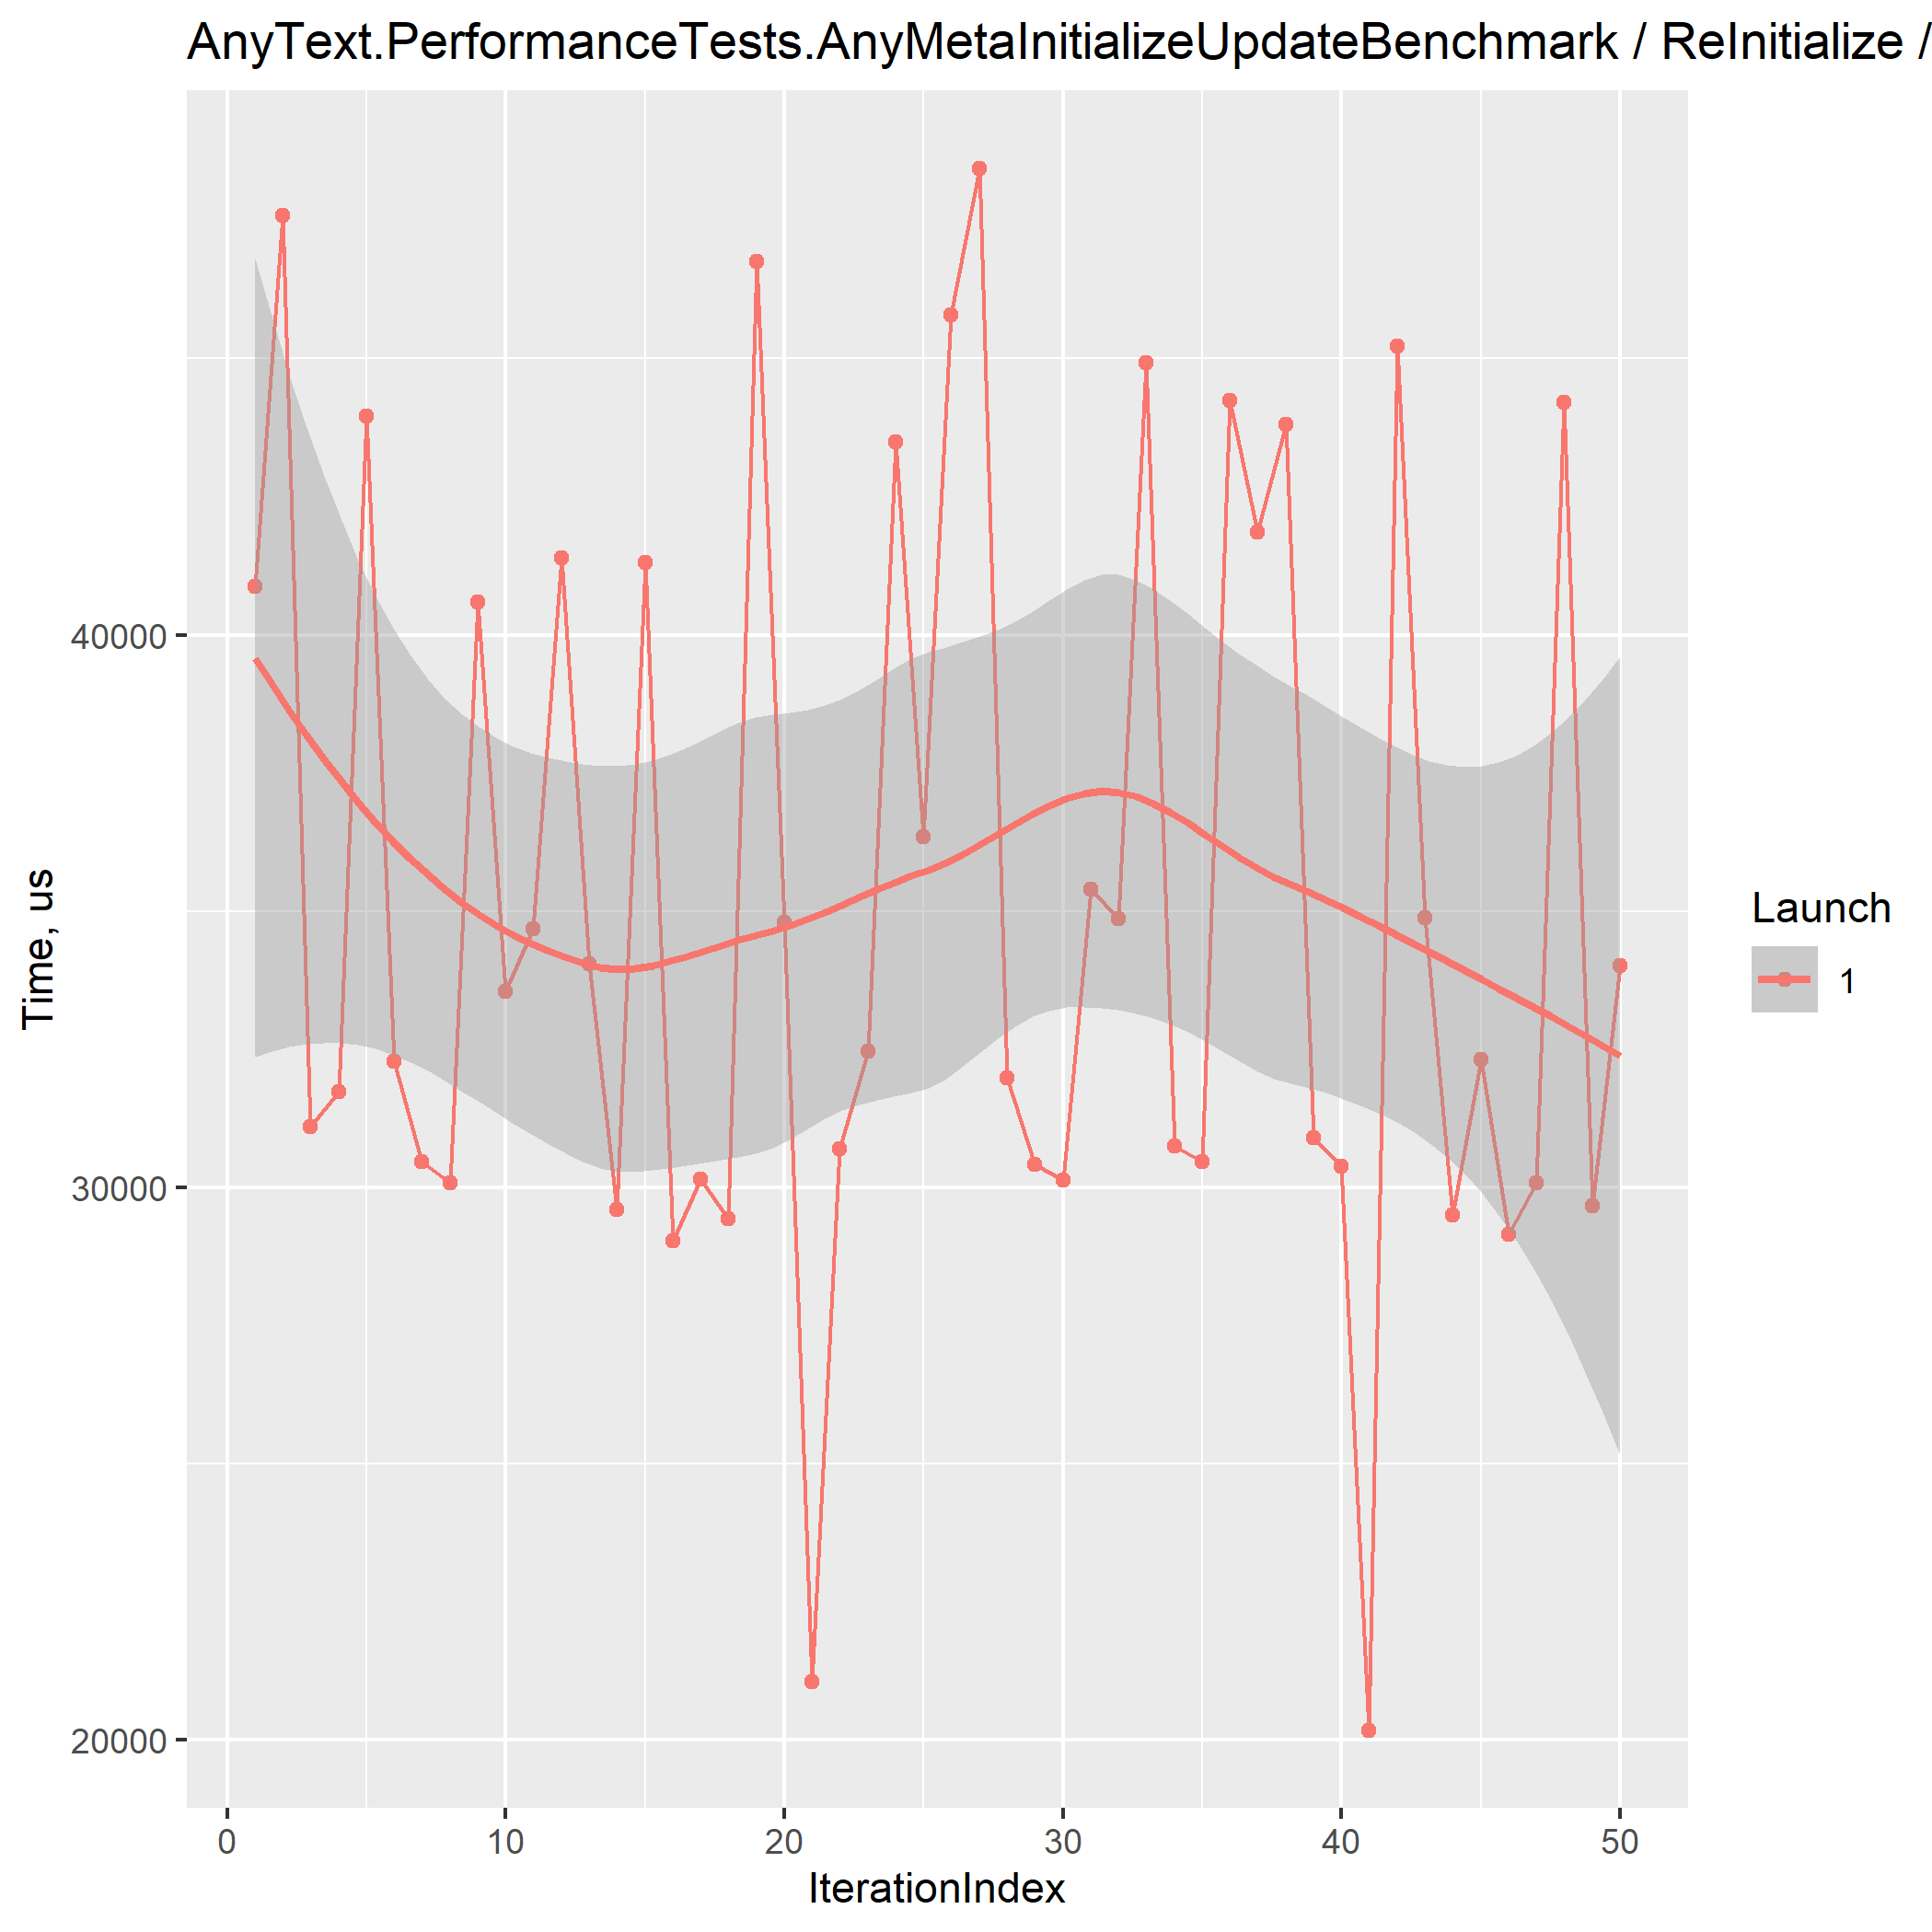 AnyText.PerformanceTests.AnyMetaInitializeUpdateBenchmark / ReInitialize /
Time, us
40000
30000
20000
0 10 20 30 40 50
IterationIndex
Launch
1